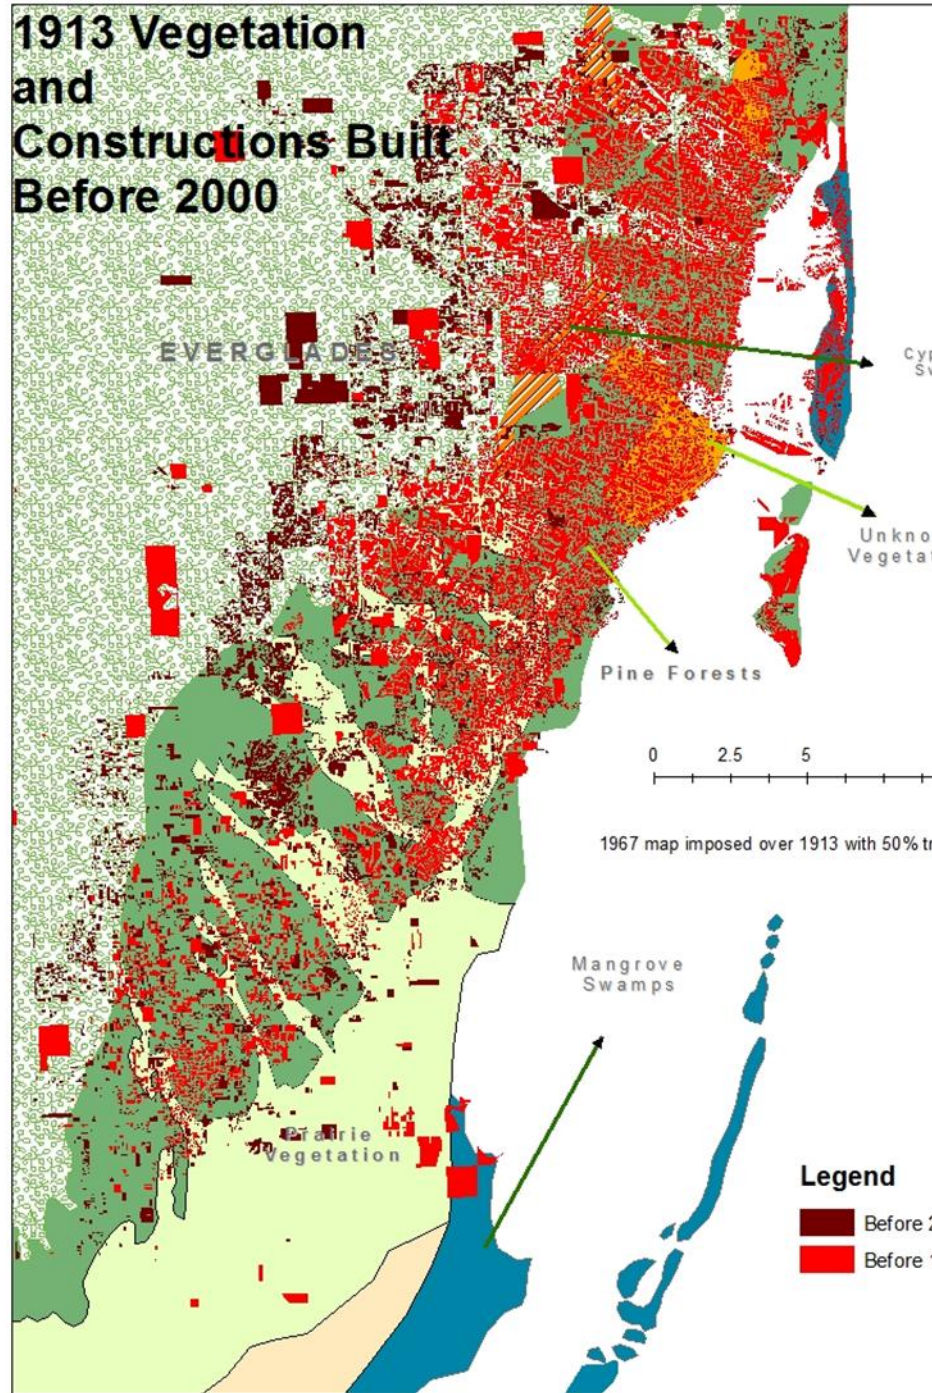 1913 Vegetation
and
Constructions Built
Before 2000
EVERGLADES
Pine Forests
0 2.5 5
1967 map imposed over 1913 with 50%
Mangrove
Swamps
Prairie
Vegetation
Legend
Before
Before